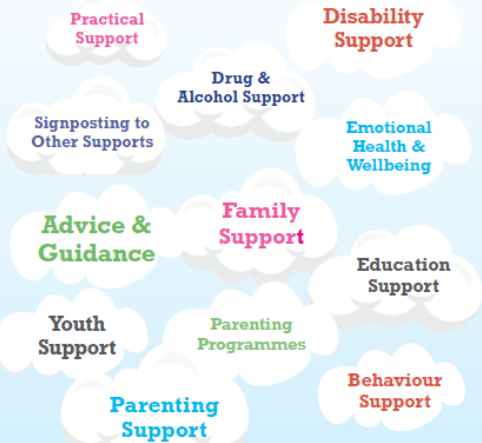 Practical
Support
Disability
Support
Drug &
Alcohol Support
Signposting to
Other Supports
Emotional
Health &
Wellbeing
Advice &
Guidance
Family
Support
Education
Support
Youth
Support
Parenting
Programmes
Behaviour
Support
Parenting
Support